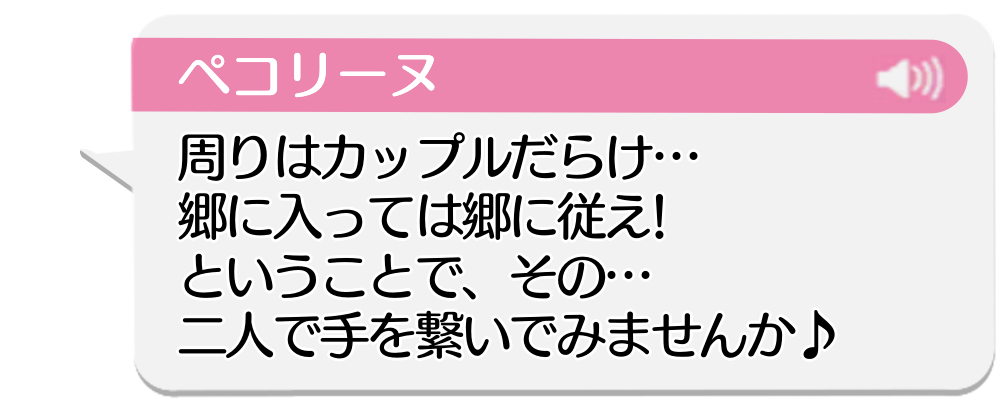 ペコリーヌ
周りはカップルだらけ…
郷に入っては郷に従え!
ということで、その…
二人で手を繋いでみませんか♪